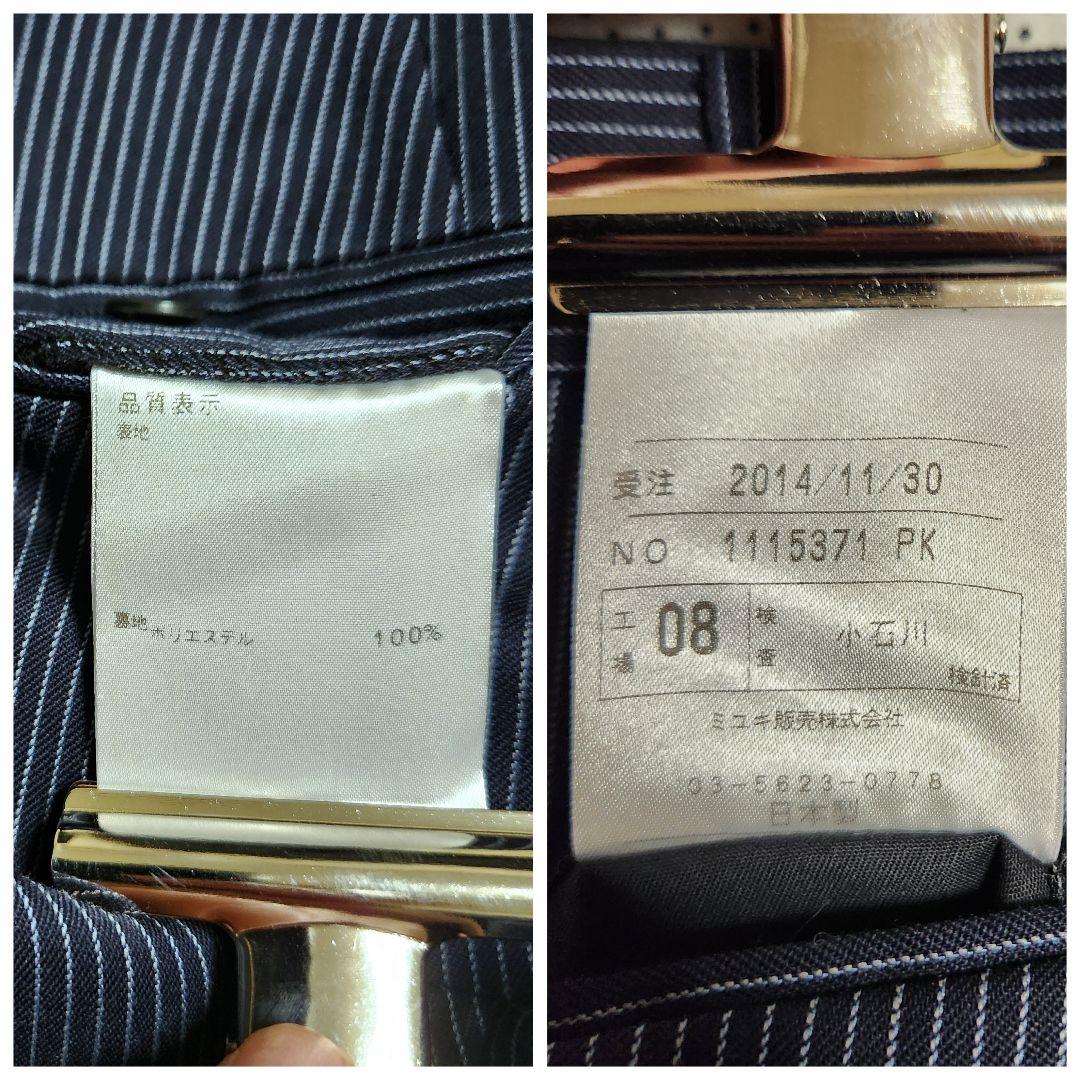 品質表示
表地
裏地 ポリエステル 100%
受注 2014/11/30
NO 1115371 PK
工場 08 検査 小石川 検針済
ミユキ販売株式会社
03-5623-0778
日本製